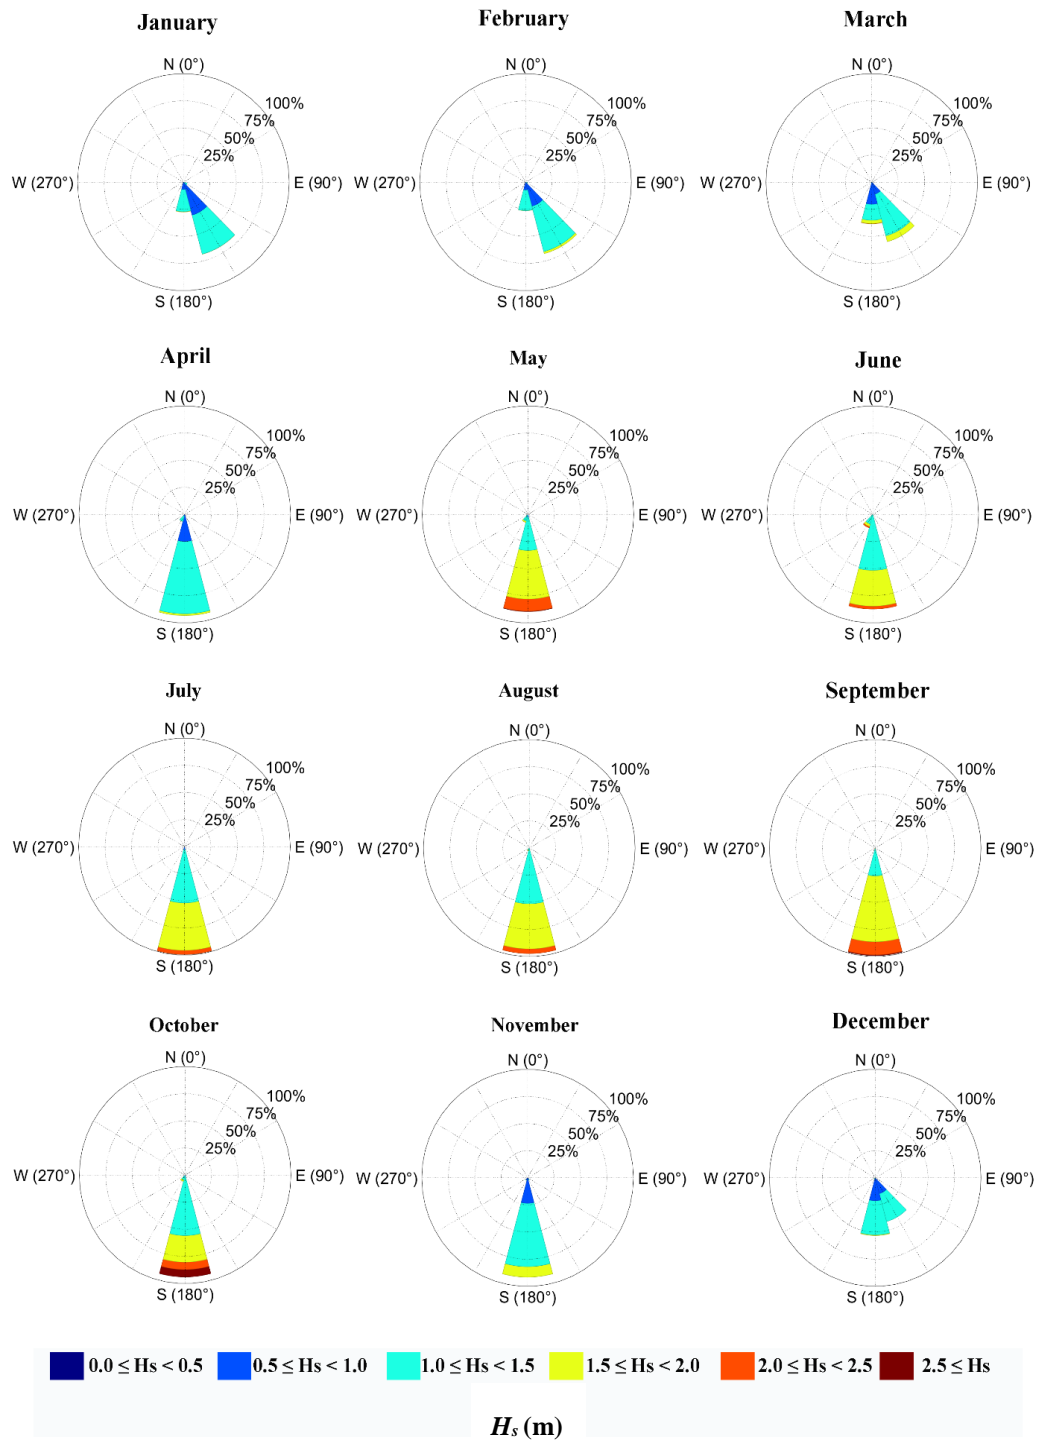 January
February
March
N (0°)
100%
75%
50%
25%
W (270°)
E (90°)
S (180°)
N (0°)
100%
75%
50%
25%
W (270°)
E (90°)
S (180°)
N (0°)
100%
75%
50%
25%
W (270°)
E (90°)
S (180°)
April
May
June
N (0°)
100%
75%
50%
25%
W (270°)
E (90°)
S (180°)
N (0°)
100%
75%
50%
25%
W (270°)
E (90°)
S (180°)
N (0°)
100%
75%
50%
25%
W (270°)
E (90°)
S (180°)
July
August
September
N (0°)
100%
75%
50%
25%
W (270°)
E (90°)
S (180°)
N (0°)
100%
75%
50%
25%
W (270°)
E (90°)
S (180°)
N (0°)
100%
75%
50%
25%
W (270°)
E (90°)
S (180°)
October
November
December
N (0°)
100%
75%
50%
25%
W (270°)
E (90°)
S (180°)
N (0°)
100%
75%
50%
25%
W (270°)
E (90°)
S (180°)
N (0°)
100%
75%
50%
25%
W (270°)
E (90°)
S (180°)
0.0 ≤ Hs < 0.5 0.5 ≤ Hs < 1.0 1.0 ≤ Hs < 1.5 1.5 ≤ Hs < 2.0 2.0 ≤ Hs < 2.5 2.5 ≤ Hs
Hs (m)